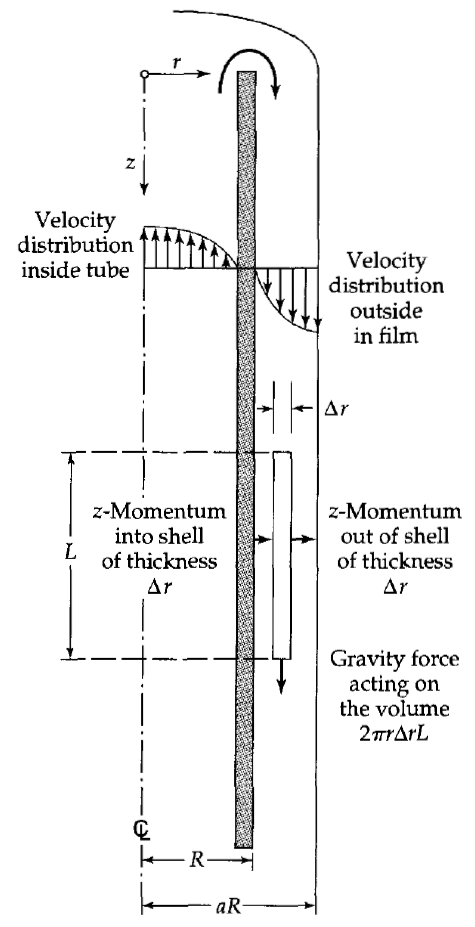 r
z
Velocity
distribution
inside tube
Velocity
distribution
outside
in film
Δr
L
z-Momentum
into shell
of thickness
Δr
z-Momentum
out of shell
of thickness
Δr
Gravity force
acting on
the volume
2πrΔrL
℄
R
aR